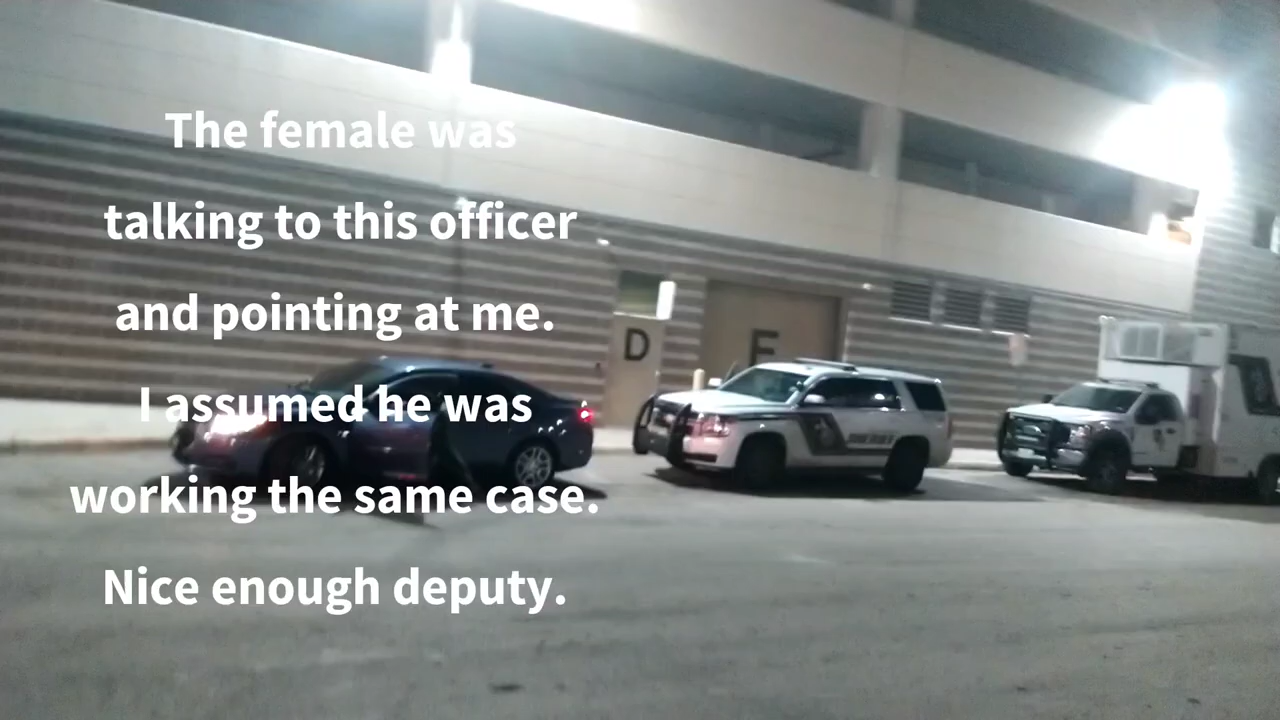 The female was
talking to this officer
and pointing at me.
I assumed he was
working the same case.
Nice enough deputy.
D
E
SHERIFF